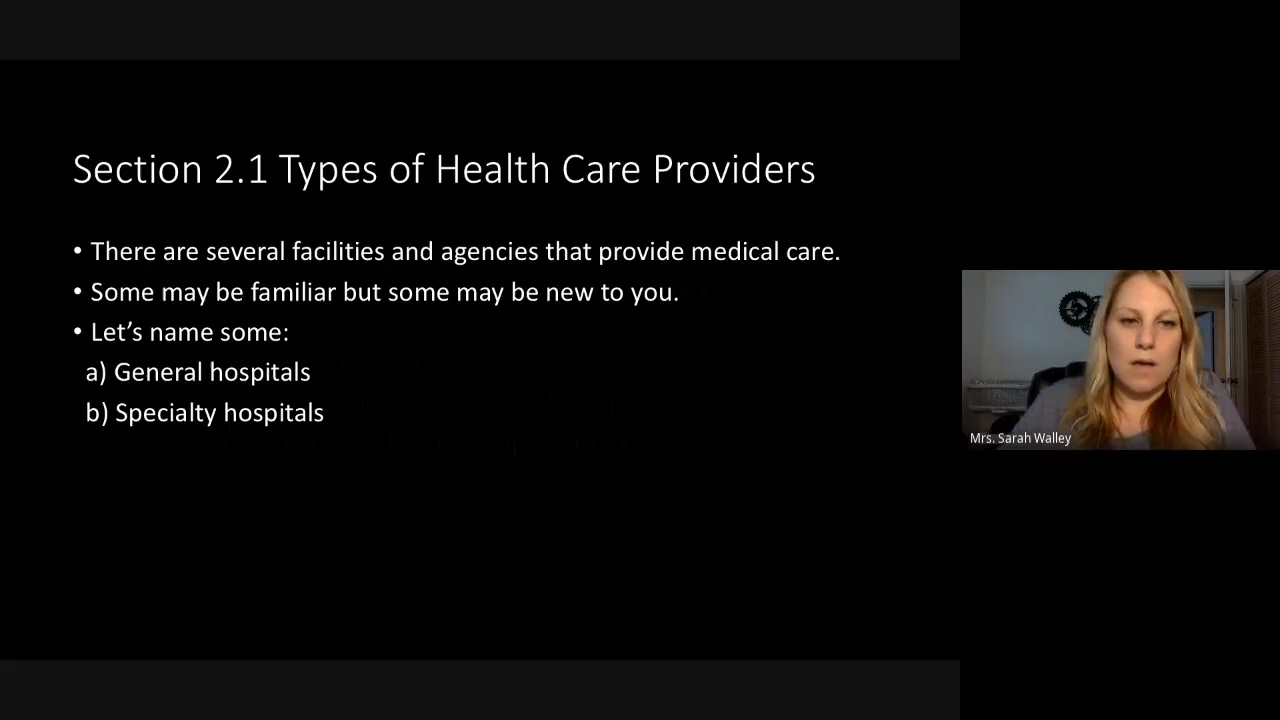 Section 2.1 Types of Health Care Providers
• There are several facilities and agencies that provide medical care.
• Some may be familiar but some may be new to you.
• Let’s name some:
a) General hospitals
b) Specialty hospitals
Mrs. Sarah Walley